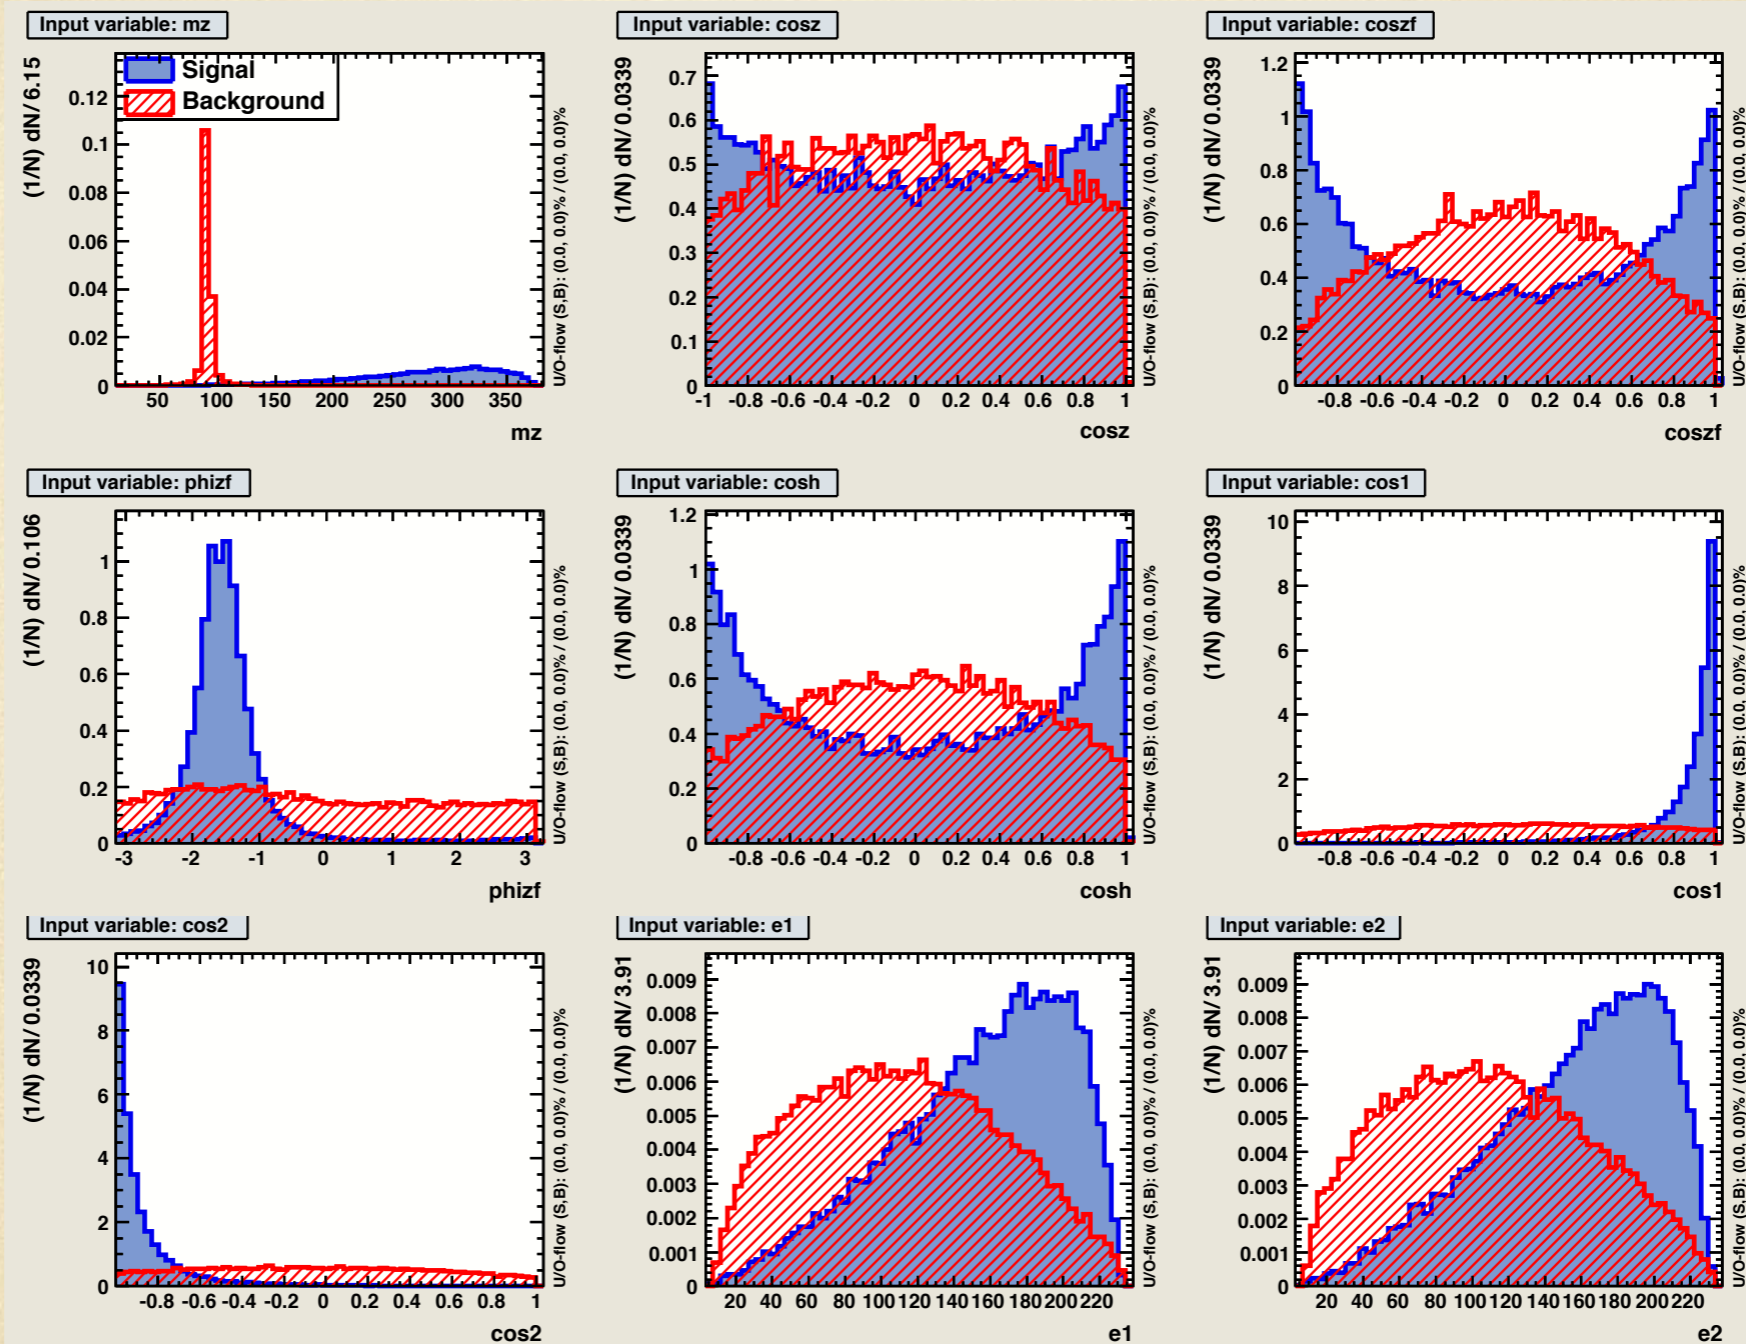 Input variable: mz
(1/N) dN/ 6.15
0.12
0.1
0.08
0.06
0.04
0.02
0
Signal
Background
50 100 150 200 250 300 350
mz
U/O-flow (S,B): (0.0, 0.0)% / (0.0, 0.0)%
Input variable: cosz
(1/N) dN/ 0.0339
0.7
0.6
0.5
0.4
0.3
0.2
0.1
0
-1 -0.8 -0.6 -0.4 -0.2 0 0.2 0.4 0.6 0.8 1
cosz
U/O-flow (S,B): (0.0, 0.0)% / (0.0, 0.0)%
Input variable: coszf
(1/N) dN/ 0.0339
1.2
1
0.8
0.6
0.4
0.2
0
-0.8 -0.6 -0.4 -0.2 0 0.2 0.4 0.6 0.8 1
coszf
U/O-flow (S,B): (0.0, 0.0)% / (0.0, 0.0)%
Input variable: phizf
(1/N) dN/ 0.106
1
0.8
0.6
0.4
0.2
0
-3 -2 -1 0 1 2 3
phizf
U/O-flow (S,B): (0.0, 0.0)% / (0.0, 0.0)%
Input variable: cosh
(1/N) dN/ 0.0339
1.2
1
0.8
0.6
0.4
0.2
0
-0.8 -0.6 -0.4 -0.2 0 0.2 0.4 0.6 0.8 1
cosh
U/O-flow (S,B): (0.0, 0.0)% / (0.0, 0.0)%
Input variable: cos1
(1/N) dN/ 0.0339
10
8
6
4
2
0
-0.8 -0.6 -0.4 -0.2 0 0.2 0.4 0.6 0.8 1
cos1
U/O-flow (S,B): (0.0, 0.0)% / (0.0, 0.0)%
Input variable: cos2
(1/N) dN/ 0.0339
10
8
6
4
2
0
-0.8 -0.6 -0.4 -0.2 0 0.2 0.4 0.6 0.8 1
cos2
U/O-flow (S,B): (0.0, 0.0)% / (0.0, 0.0)%
Input variable: e1
(1/N) dN/ 3.91
0.009
0.008
0.007
0.006
0.005
0.004
0.003
0.002
0.001
0
20 40 60 80 100 120 140 160 180 200 220
e1
U/O-flow (S,B): (0.0, 0.0)% / (0.0, 0.0)%
Input variable: e2
(1/N) dN/ 3.91
0.009
0.008
0.007
0.006
0.005
0.004
0.003
0.002
0.001
0
20 40 60 80 100 120 140 160 180 200 220
e2
U/O-flow (S,B): (0.0, 0.0)% / (0.0, 0.0)%